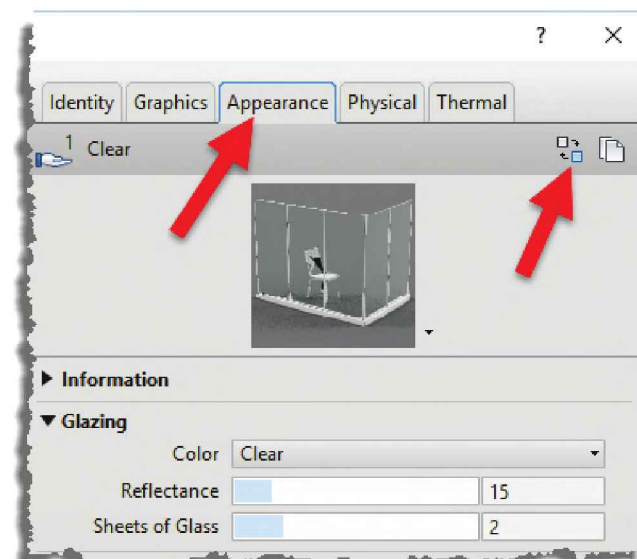 ?
Identity Graphics Appearance Physical Thermal
1 Clear
Information
Glazing
Color Clear
Reflectance 15
Sheets of Glass 2